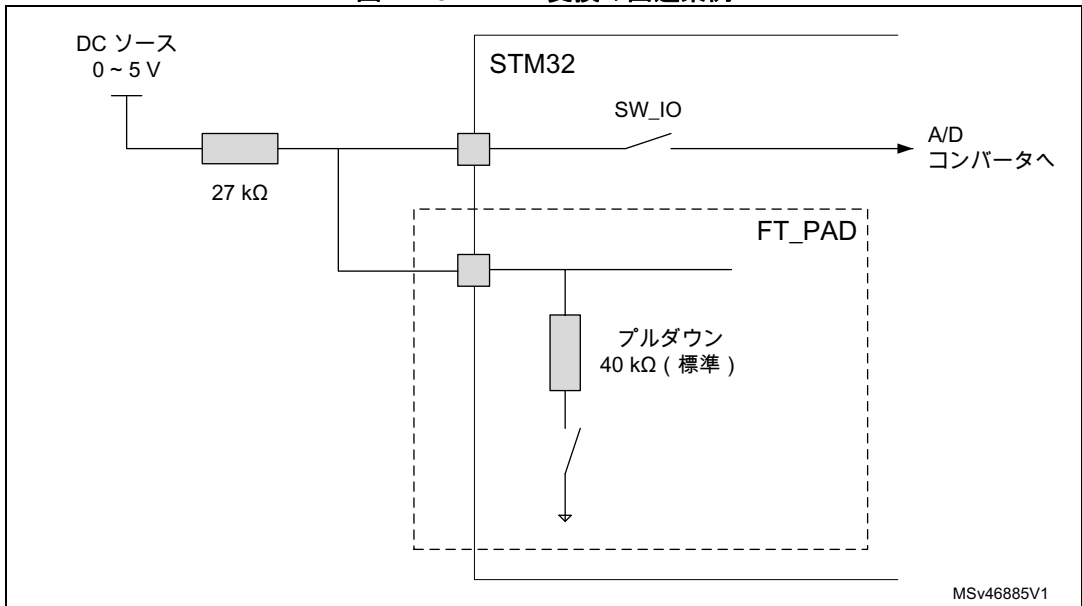 DC ソース
0 ~ 5 V
STM32
SW_IO
A/D
コンバータへ
27 kΩ
FT_PAD
プルダウン
40 kΩ ( 標準 )
MSv46885V1